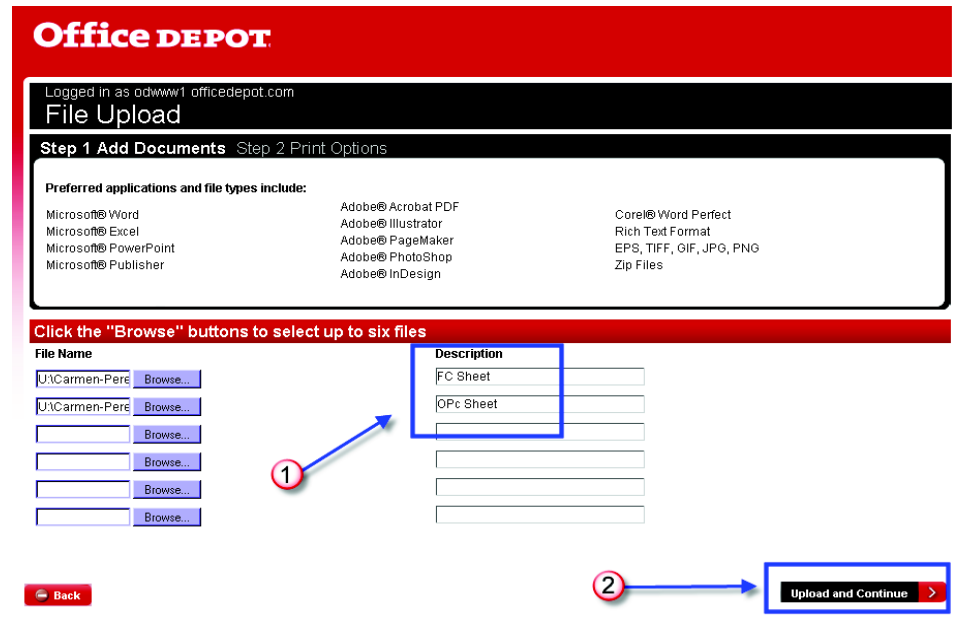 Office DEPOT.
Logged in as odwww1 officedepot.com
File Upload
Step 1 Add Documents Step 2 Print Options
Preferred applications and file types include:
Microsoft® Word
Microsoft® Excel
Microsoft® PowerPoint
Microsoft® Publisher
Adobe® Acrobat PDF
Adobe® Illustrator
Adobe® PageMaker
Adobe® PhotoShop
Adobe® InDesign
Corel® Word Perfect
Rich Text Format
EPS, TIFF, GIF, JPG, PNG
Zip Files
Click the "Browse" buttons to select up to six files
File Name Description
U:\Carmen-Pere Browse... FC Sheet
U:\Carmen-Pere Browse... OPc Sheet
Browse...
Browse...
Browse...
Browse...
1
2
Back
Upload and Continue >